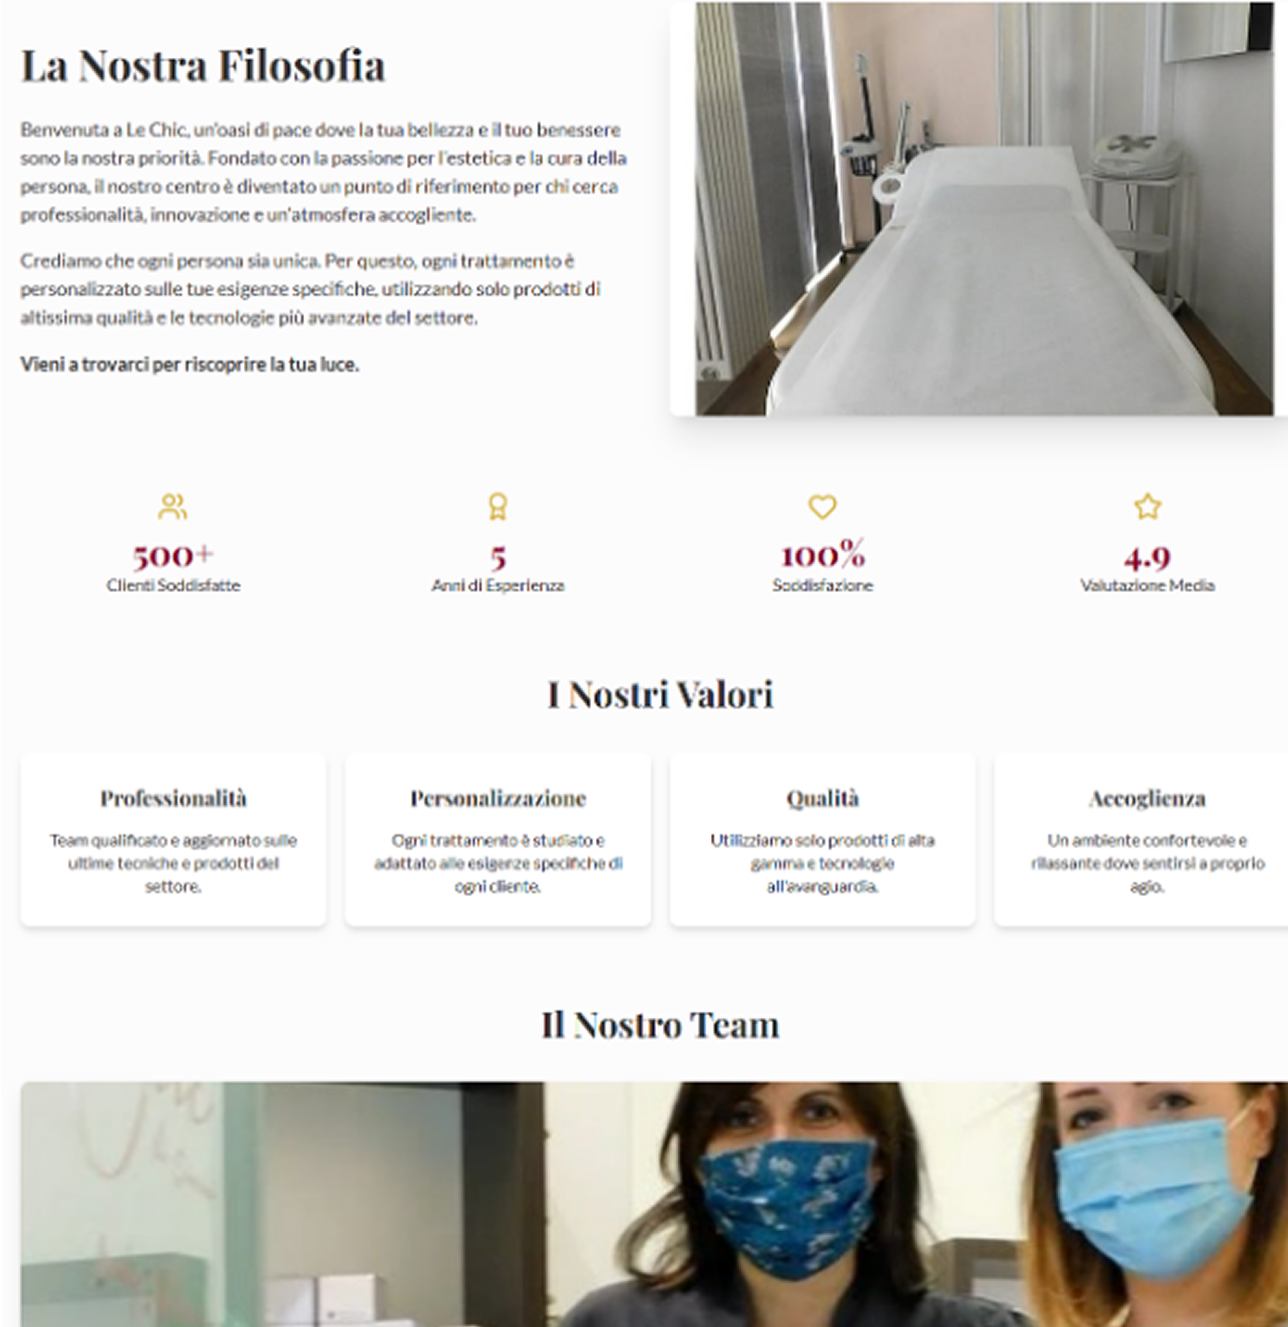 La Nostra Filosofia
Benvenuta a Le Chic, un'oasi di pace dove la tua bellezza e il tuo benessere
sono la nostra priorità. Fondato con la passione per l'estetica e la cura della
persona, il nostro centro è diventato un punto di riferimento per chi cerca
professionalità, innovazione e un'atmosfera accogliente.
Crediamo che ogni persona sia unica. Per questo, ogni trattamento è
personalizzato sulle tue esigenze specifiche, utilizzando solo prodotti di
altissima qualità e le tecnologie più avanzate del settore.
Vieni a trovarci per riscoprire la tua luce.
500+
Clienti Soddisfatte
5
Anni di Esperienza
100%
Soddisfazione
4.9
Valutazione Media
I Nostri Valori
Professionalità
Team qualificato e aggiornato sulle
ultime tecniche e prodotti del
settore.
Personalizzazione
Ogni trattamento è studiato e
adattato alle esigenze specifiche di
ogni cliente.
Qualità
Utilizziamo solo prodotti di alta
gamma e tecnologie
all'avanguardia.
Accoglienza
Un ambiente confortevole e
rilassante dove sentirsi a proprio
agio.
Il Nostro Team